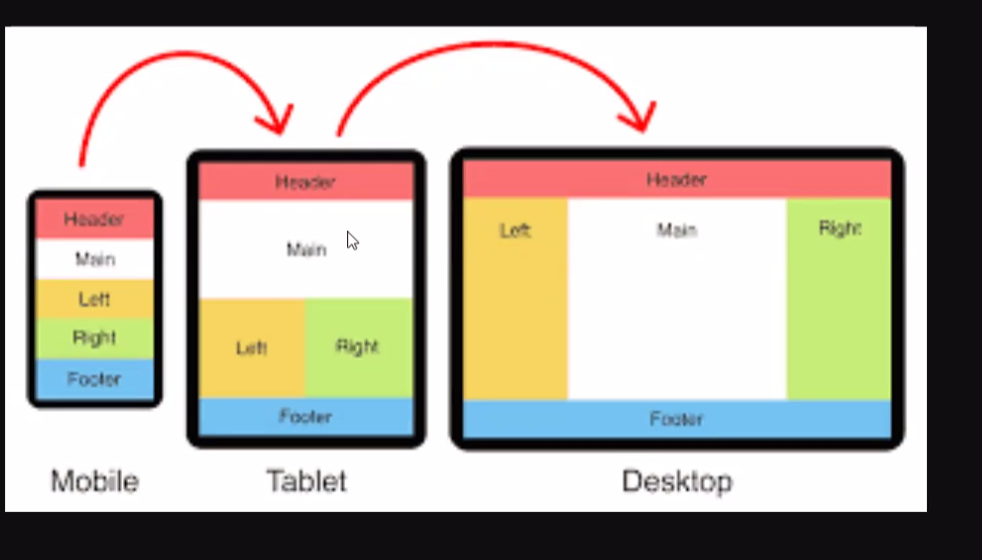 Header
Main
Left
Right
Footer
Mobile
Header
Main
Left Right
Footer
Tablet
Header
Left Main Right
Footer
Desktop